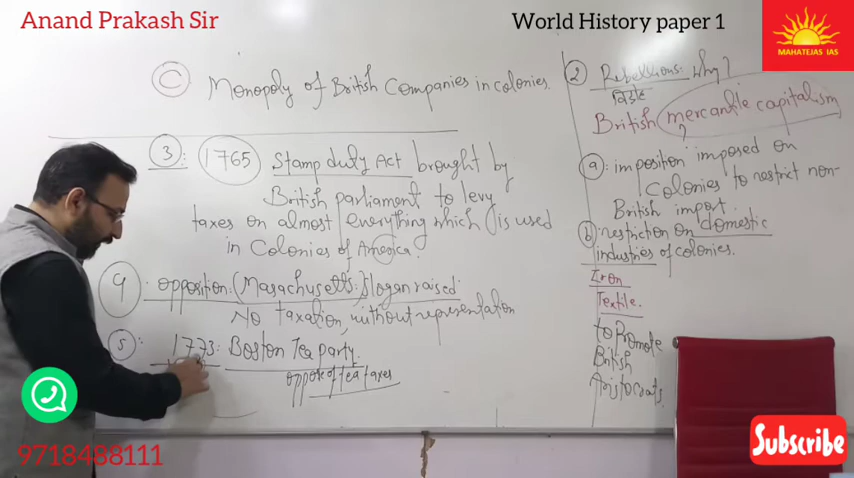 Anand Prakash Sir
World History paper 1
MAHATEJAS IAS
C Monopoly of British Companies in colonies.
3: 1765 Stamp duty Act brought by
British parliament to levy
taxes on almost everything which is used
in Colonies of America.
4 opposition: (Massachusetts:) Slogan raised:
No taxation, without representation
5: 1773: Boston Tea party.
oppose of tea taxes
2 Rebellions: Why?
विद्रोह
British mercantile capitalism
a: imposition imposed on
Colonies to restrict non-
British import.
b: restriction on domestic
industries of colonies.
Iron
Textile.
to Promote
British
Aristocrats.
9718488111
Subscribe